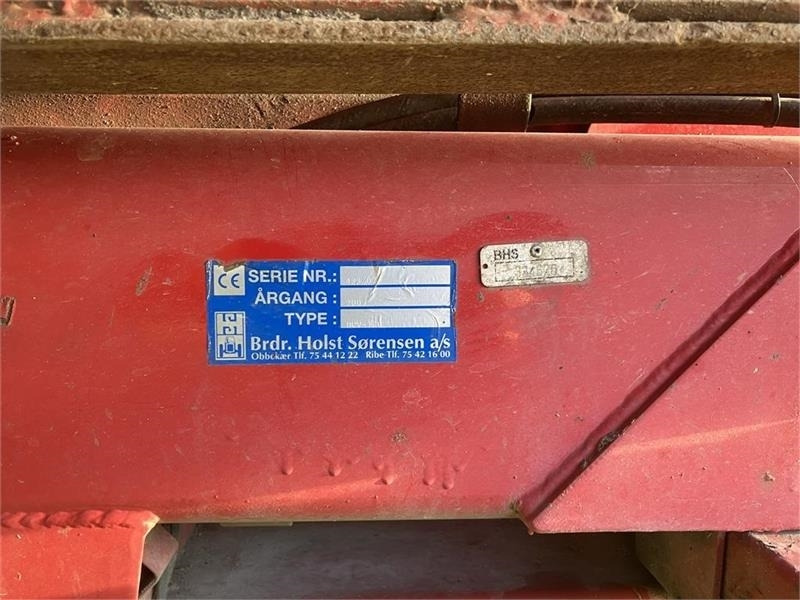 CE
SERIE NR.:
ÅRGANG :
TYPE :
Brdr. Holst Sørensen a/s
Obbekær Tlf. 75 44 12 22 Ribe Tlf. 75 42 16 00
BHS